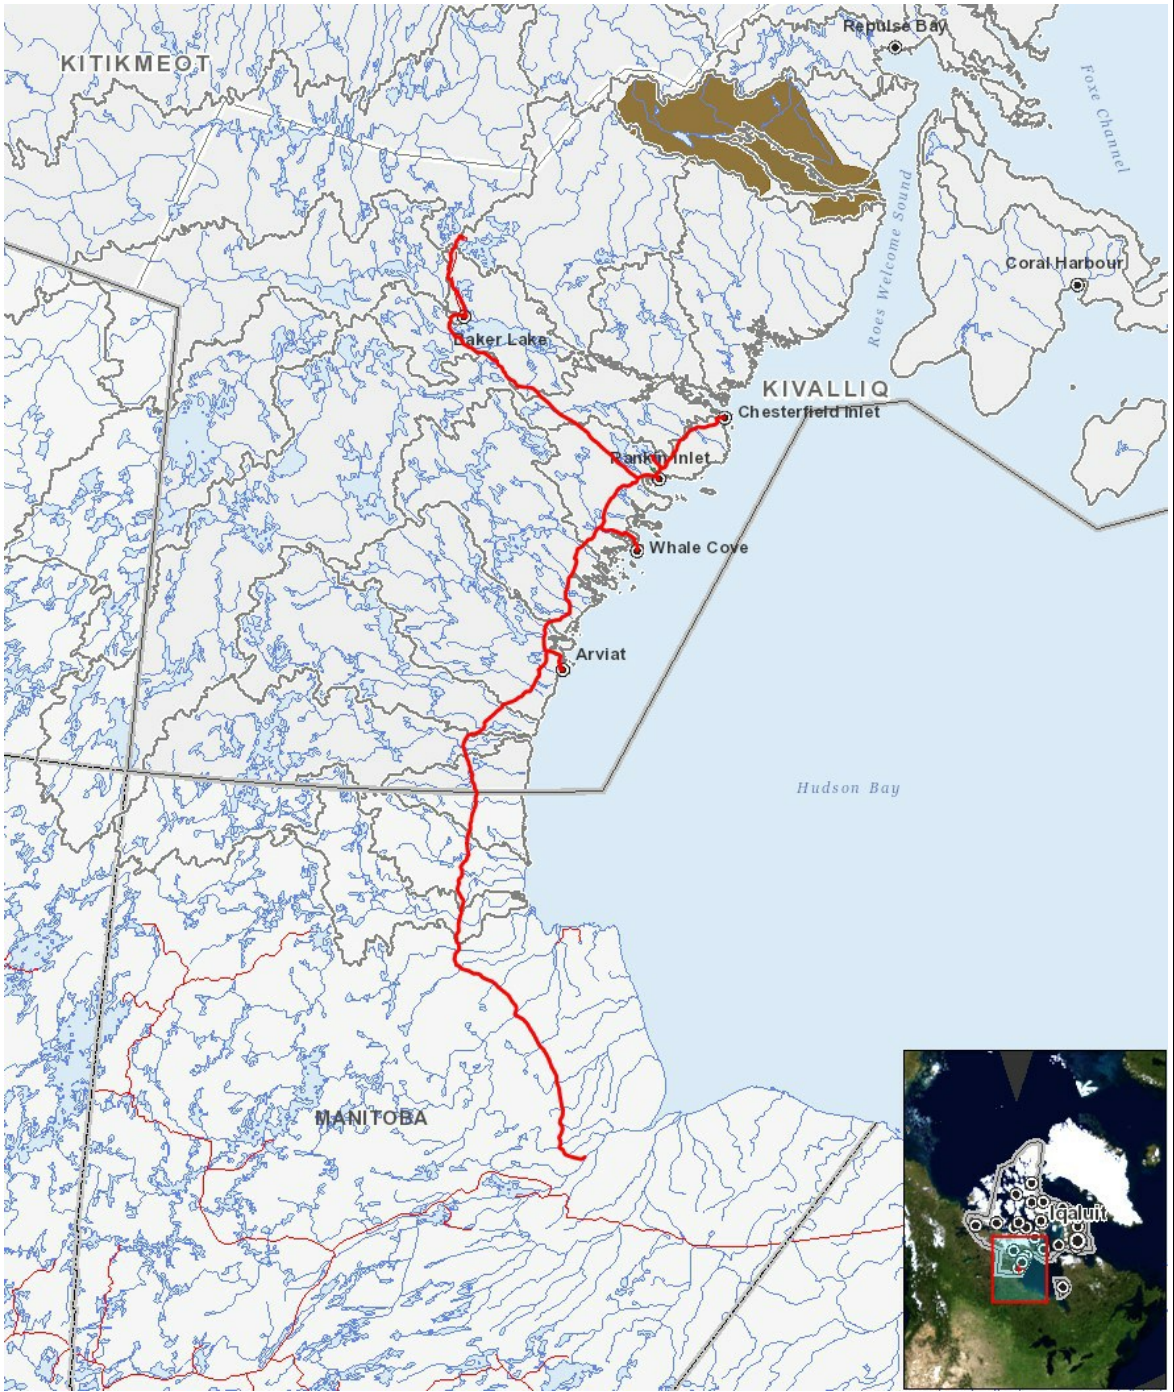 Repulse Bay
KITIKMEOT
Foxe Channel
Roes Welcome Sound
Coral Harbour
Baker Lake
KIVALLIQ
Chesterfield Inlet
Rankin Inlet
Whale Cove
Arviat
Hudson Bay
MANITOBA
Iqaluit